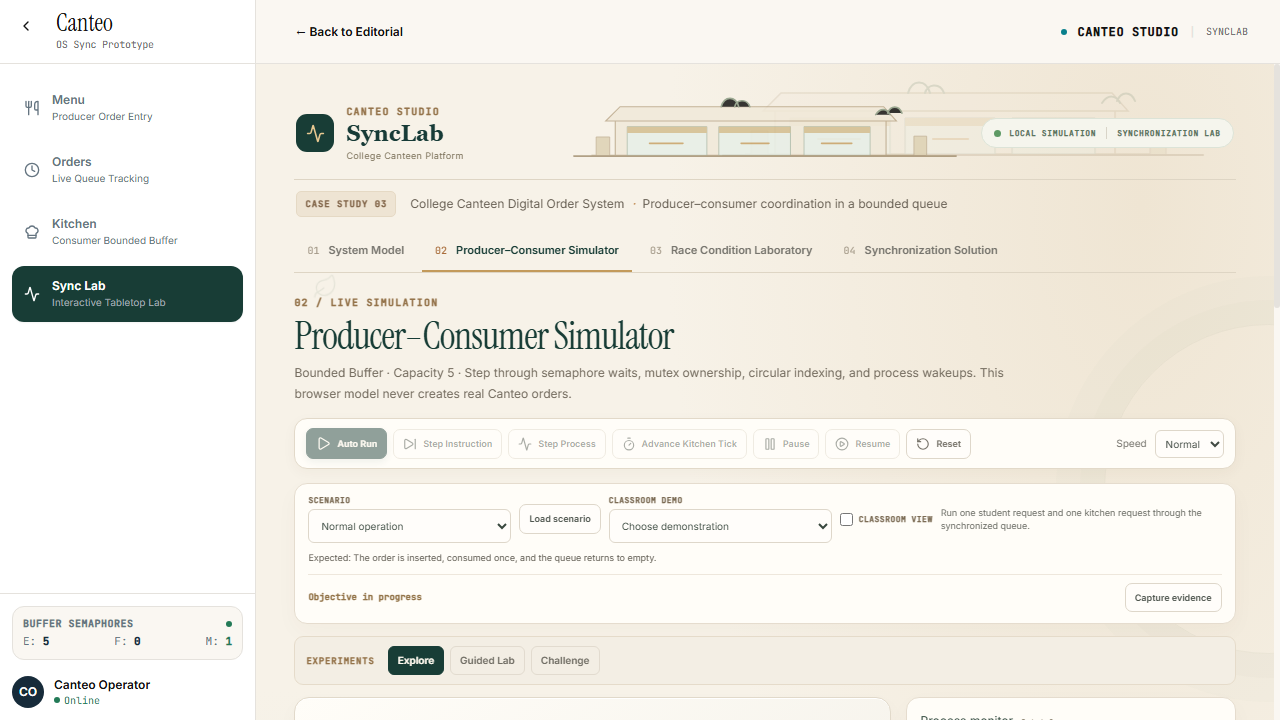 Canteo
OS Sync Prototype
← Back to Editorial
CANTEO STUDIO
SYNCLAB
Menu
Producer Order Entry
Orders
Live Queue Tracking
Kitchen
Consumer Bounded Buffer
Sync Lab
Interactive Tabletop Lab
BUFFER SEMAPHORES
E: 5 F: 0 M: 1
CO
Canteo Operator
Online
CANTEO STUDIO
SyncLab
College Canteen Platform
LOCAL SIMULATION
SYNCHRONIZATION LAB
CASE STUDY 03
College Canteen Digital Order System · Producer–consumer coordination in a bounded queue
01 System Model
02 Producer–Consumer Simulator
03 Race Condition Laboratory
04 Synchronization Solution
02 / LIVE SIMULATION
Producer–Consumer Simulator
Bounded Buffer · Capacity 5 · Step through semaphore waits, mutex ownership, circular indexing, and process wakeups. This
browser model never creates real Canteo orders.
Auto Run
Step Instruction
Step Process
Advance Kitchen Tick
Pause
Resume
Reset
Speed
Normal
SCENARIO
Normal operation
Load scenario
CLASSROOM DEMO
Choose demonstration
CLASSROOM VIEW
Run one student request and one kitchen request through the
synchronized queue.
Expected: The order is inserted, consumed once, and the queue returns to empty.
Objective in progress
Capture evidence
EXPERIMENTS
Explore
Guided Lab
Challenge
Process monitor